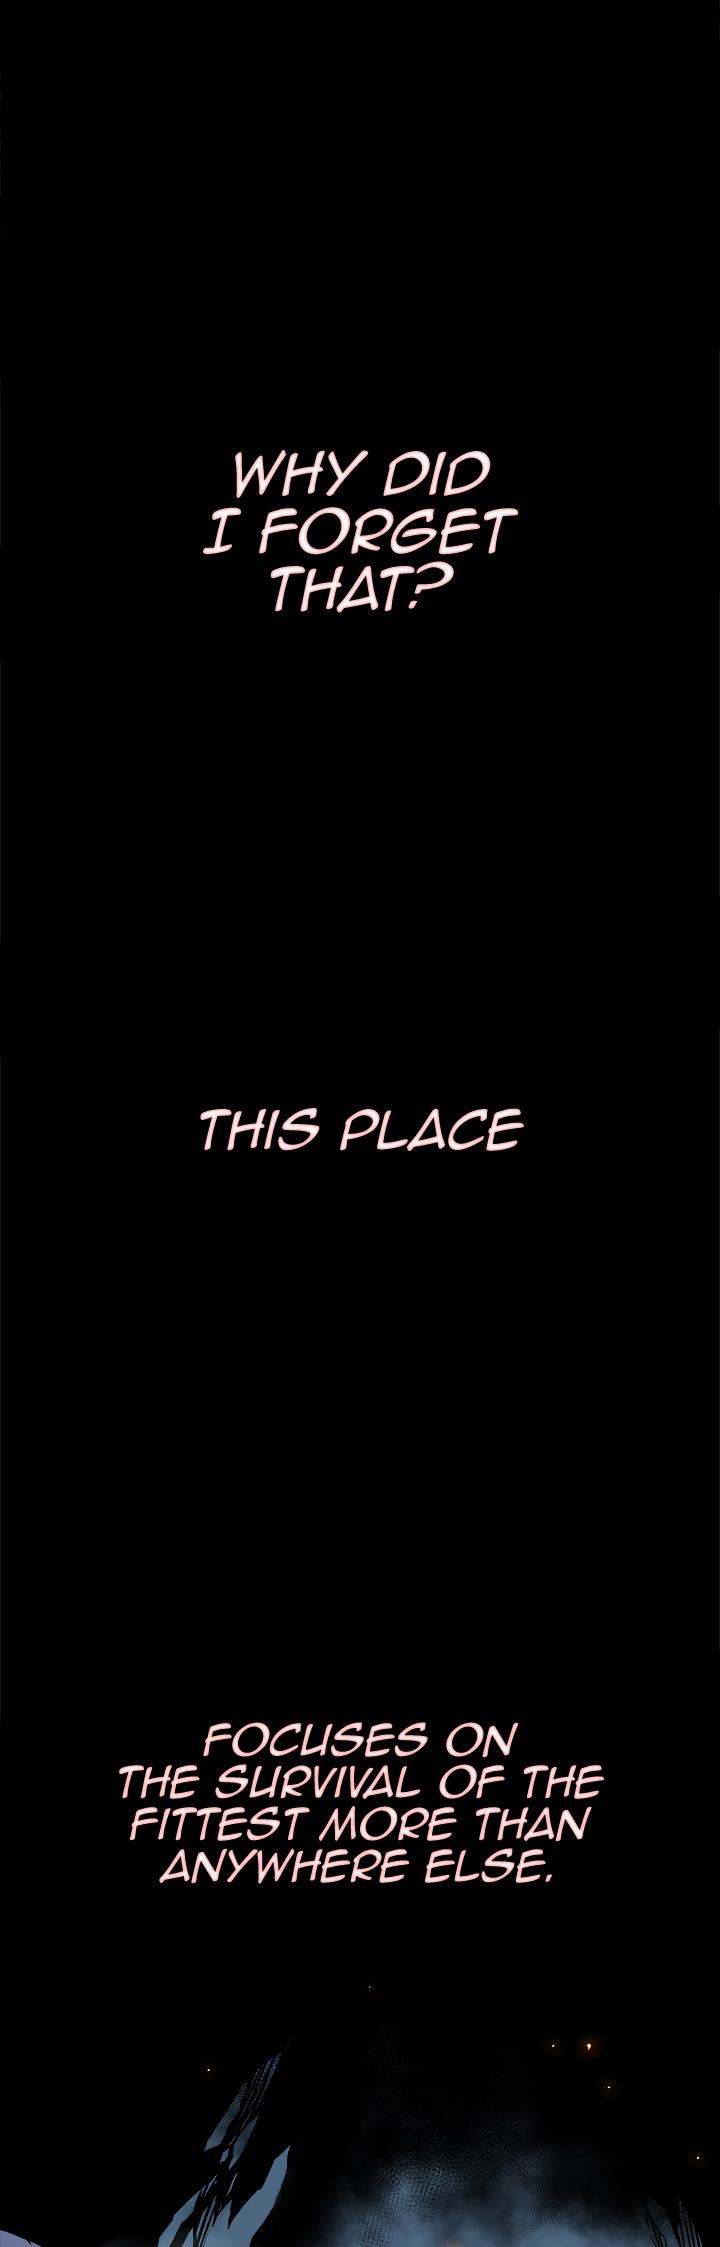 WHY DID
I FORGET
THAT?
THIS PLACE
FOCUSES ON
THE SURVIVAL OF THE
FITTEST MORE THAN
ANYWHERE ELSE.